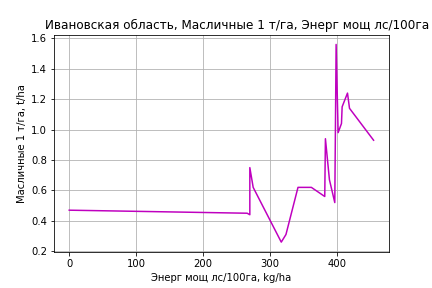 Ивановская область, Масличные 1 т/га, Энерг мощ лс/100га
1.6
1.4
1.2
1.0
0.8
0.6
0.4
0.2
Масличные 1 т/га, t/ha
0 100 200 300 400
Энерг мощ лс/100га, kg/ha